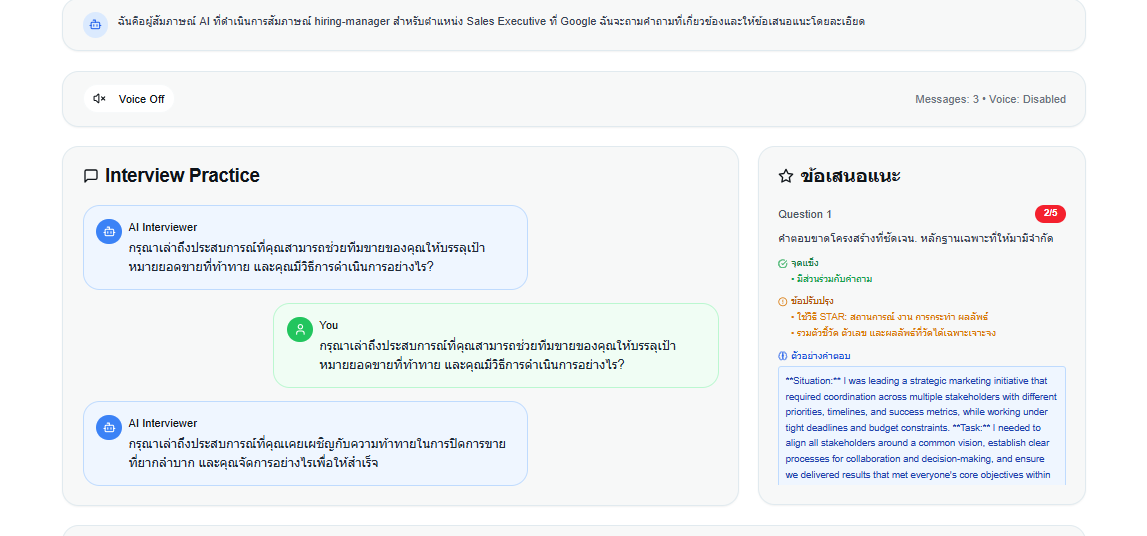 ฉันคือผู้สัมภาษณ์ AI ที่ดำเนินการสัมภาษณ์ hiring-manager สำหรับตำแหน่ง Sales Executive ที่ Google ฉันจะถามคำถามที่เกี่ยวข้องและให้ข้อเสนอแนะโดยละเอียด
Voice Off
Messages: 3 • Voice: Disabled
Interview Practice
AI Interviewer
กรุณาเล่าถึงประสบการณ์ที่คุณสามารถช่วยทีมขายของคุณให้บรรลุเป้า
หมายยอดขายที่ท้าทาย และคุณมีวิธีการดำเนินการอย่างไร?
You
กรุณาเล่าถึงประสบการณ์ที่คุณสามารถช่วยทีมขายของคุณให้บรรลุเป้า
หมายยอดขายที่ท้าทาย และคุณมีวิธีการดำเนินการอย่างไร?
AI Interviewer
กรุณาเล่าถึงประสบการณ์ที่คุณเคยเผชิญกับความท้าทายในการปิดการขาย
ที่ยากลำบาก และคุณจัดการอย่างไรเพื่อให้สำเร็จ
ข้อเสนอแนะ
Question 1
2/5
คำตอบขาดโครงสร้างที่ชัดเจน. หลักฐานเฉพาะที่ให้มามีจำกัด
จุดแข็ง
• มีส่วนร่วมกับคำถาม
ข้อปรับปรุง
• ใช้วิธี STAR: สถานการณ์ งาน การกระทำ ผลลัพธ์
• รวมตัวชี้วัด ตัวเลข และผลลัพธ์ที่วัดได้เฉพาะเจาะจง
ตัวอย่างคำตอบ
**Situation:** I was leading a strategic marketing initiative that
required coordination across multiple stakeholders with different
priorities, timelines, and success metrics, while working under
tight deadlines and budget constraints. **Task:** I needed to
align all stakeholders around a common vision, establish clear
processes for collaboration and decision-making, and ensure
we delivered results that met everyone's core objectives within